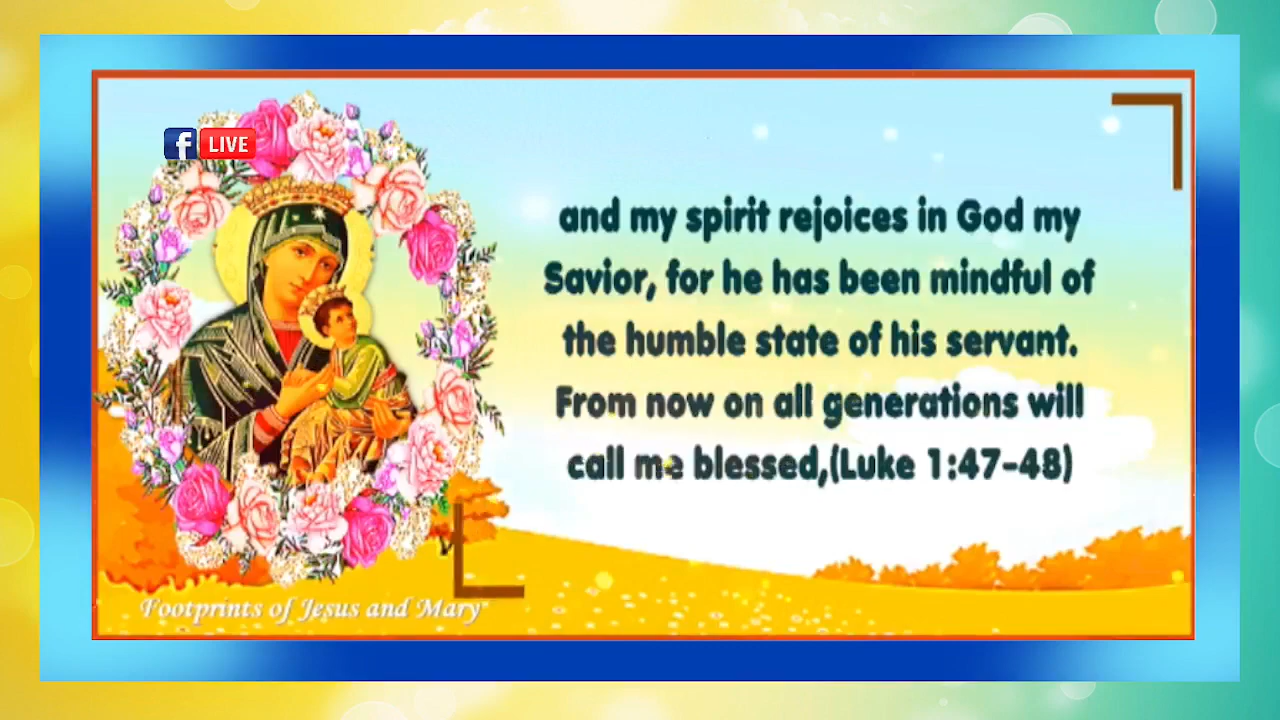 f LIVE
and my spirit rejoices in God my
Savior, for he has been mindful of
the humble state of his servant.
From now on all generations will
call me blessed,(Luke 1:47-48)
Footprints of Jesus and Mary